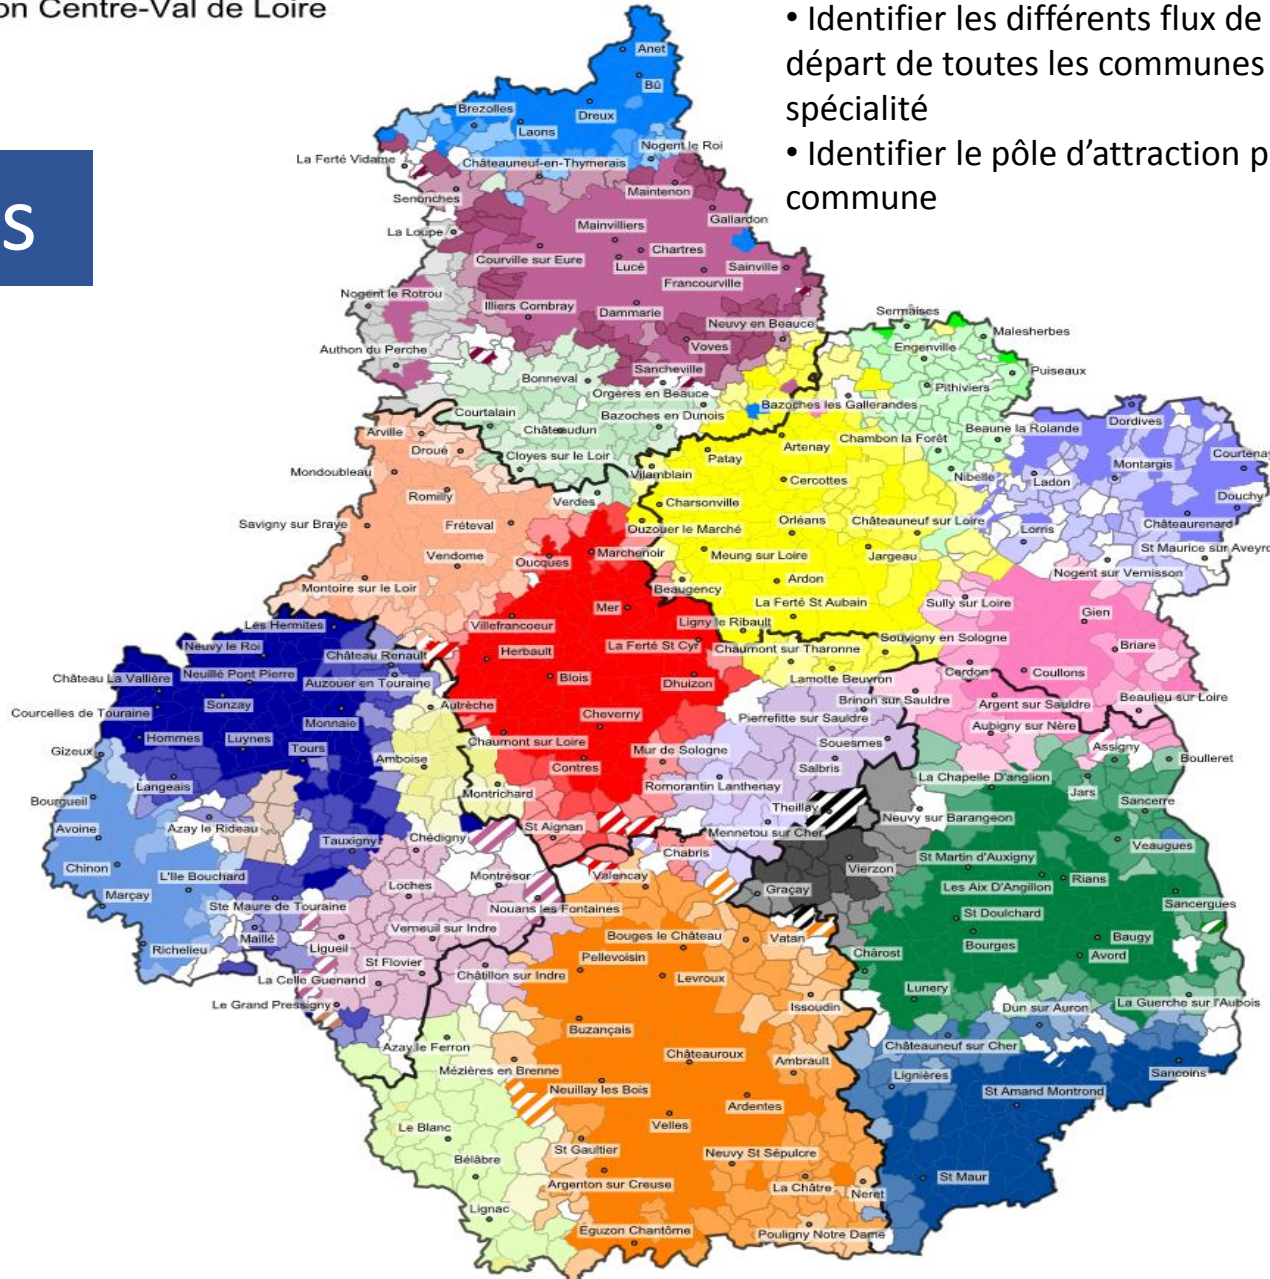 on Centre-Val de Loire
• Identifier les différents flux de
départ de toutes les communes
spécialité
• Identifier le pôle d'attraction p
commune
s
Anet
Bû
Brezolles
Dreux
Laons
Nogent le Roi
La Ferté Vidame
Châteauneuf-en-Thymerais
Senonches
Maintenon
Gallardon
La Loupe
Mainvilliers
Chartres
Courville sur Eure
Lucé
Sainville
Francourville
Nogent le Rotrou
Illiers Combray
Dammarie
Neuvy en Beauce
Sermaises
Malesherbes
Authon du Perche
Voves
Engenville
Sancheville
Puiseaux
Bonneval
Pithiviers
Orgères en Beauce
Courtalain
Bazoches en Dunois
Bazoches les Gallerandes
Châteaudun
Arville
Droué
Cloyes sur le Loir
Patay
Artenay
Chambon la Forêt
Beaune la Rolande
Dordives
Mondoubleau
Vilamblain
Cercottes
Nibelle
Ladon
Montargis
Courtenay
Romilly
Verdes
Charsonville
Douchy
Savigny sur Braye
Fréteval
Ouzouer le Marché
Orléans
Châteauneuf sur Loire
Lorris
Châteaurenard
Vendome
Oucques
Marchenoir
Meung sur Loire
Jargeau
St Maurice sur Aveyro
Montoire sur le Loir
Beaugency
Ardon
Nogent sur Vernisson
Mer
La Ferté St Aubain
Sully sur Loire
Gien
Les Hermites
Villefrancoeur
Ligny le Ribault
Neuvy le Roi
Château Renault
Herbault
La Ferté St Cyr
Chaumont sur Tharonne
Souvigny en Sologne
Briare
Château La Vallière
Neuillé Pont Pierre
Auzouer en Touraine
Blois
Dhuizon
Lamotte Beuvron
Cerdon
Coullons
Courcelles de Touraine
Sonzay
Autrèche
Brinon sur Sauldre
Argent sur Sauldre
Beaulieu sur Loire
Monnaie
Cheverny
Pierrefitte sur Sauldre
Aubigny sur Nère
Hommes
Luynes
Tours
Chaumont sur Loire
Mur de Sologne
Souesmes
Assigny
Gizeux
Amboise
Contres
Salbris
Boulleret
Langeais
Montrichard
Romorantin Lanthenay
La Chapelle D'anglion
Bourgueil
Jars
Sancerre
Avoine
Azay le Rideau
Tauxigny
Chédigny
St Aignan
Theillay
Neuvy sur Barangeon
Mennetou sur Cher
Veaugues
Chinon
L'Ile Bouchard
Loches
Montrésor
Chabris
Vierzon
St Martin d'Auxigny
Rians
Valencay
Graçay
Les Aix D'Angillon
Marçay
Ste Maure de Touraine
Nouans les Fontaines
Sancergues
Maillé
Verneuil sur Indre
St Doulchard
Richelieu
Ligueil
Bouges le Château
Vatan
Bourges
Baugy
St Flovier
Pellevoisin
Chârost
Avord
La Celle Guenand
Châtillon sur Indre
Levroux
Lunery
Le Grand Pressigny
Issoudin
Dun sur Auron
La Guerche sur l'Aubois
Buzançais
Azay le Ferron
Châteauroux
Ambrault
Châteauneuf sur Cher
Mézières en Brenne
Lignières
Sancoins
Neuillay les Bois
Ardentes
St Amand Montrond
Le Blanc
Velles
St Gaultier
Neuvy St Sépulcre
Bélâbre
Argenton sur Creuse
La Châtre
Neret
St Maur
Lignac
Éguzon Chantôme
Pouligny Notre Dame